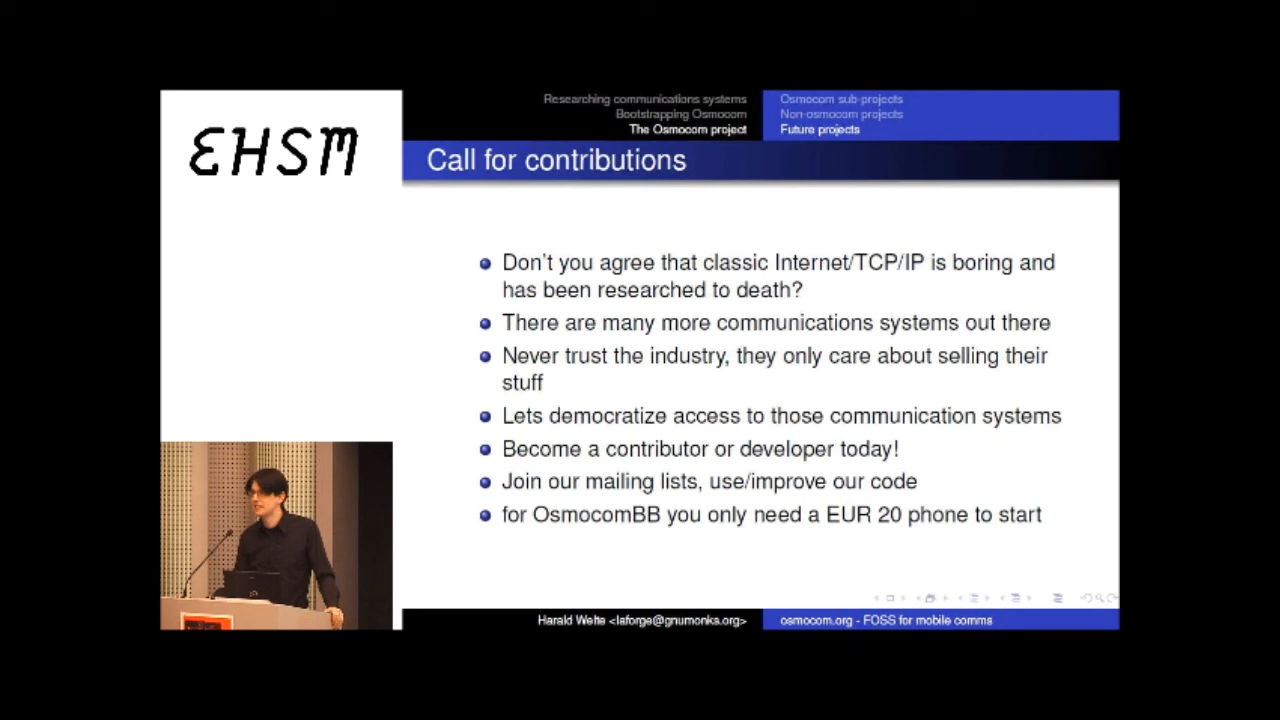 EHSM
Researching communications systems
Bootstrapping Osmocom
The Osmocom project
Osmocom sub-projects
Non-osmocom projects
Future projects
Call for contributions
Don't you agree that classic Internet/TCP/IP is boring and
has been researched to death?
There are many more communications systems out there
Never trust the industry, they only care about selling their
stuff
Lets democratize access to those communication systems
Become a contributor or developer today!
Join our mailing lists, use/improve our code
for OsmocomBB you only need a EUR 20 phone to start
Harald Welte <laforge@gnumonks.org>
osmocom.org - FOSS for mobile comms